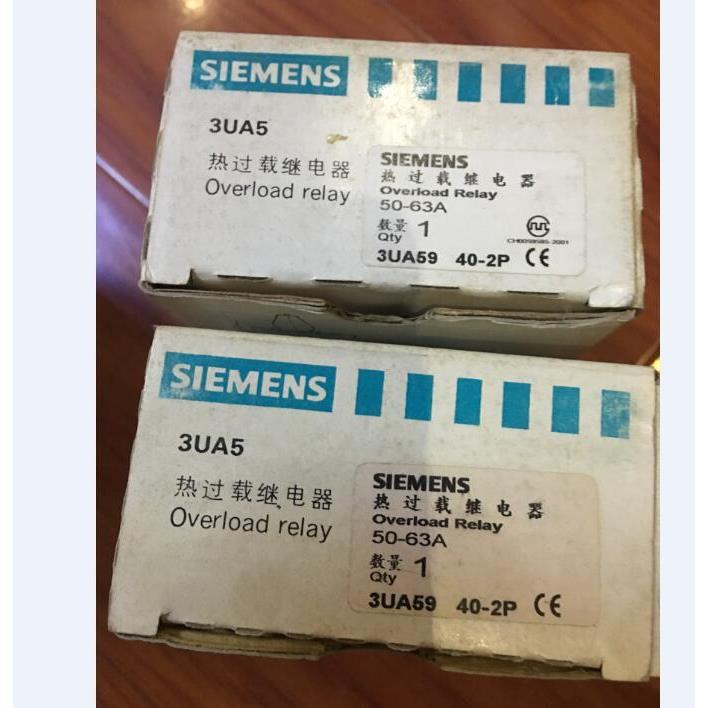 SIEMENS
3UA5
热过载继电器
Overload relay
SIEMENS
热过载继电器
Overload Relay
50-63A
数量 1
Qty
3UA59 40-2P CE
SIEMENS
3UA5
热过载继电器
Overload relay
SIEMENS
热过载继电器
Overload Relay
50-63A
数量 1
Qty
3UA59 40-2P CE